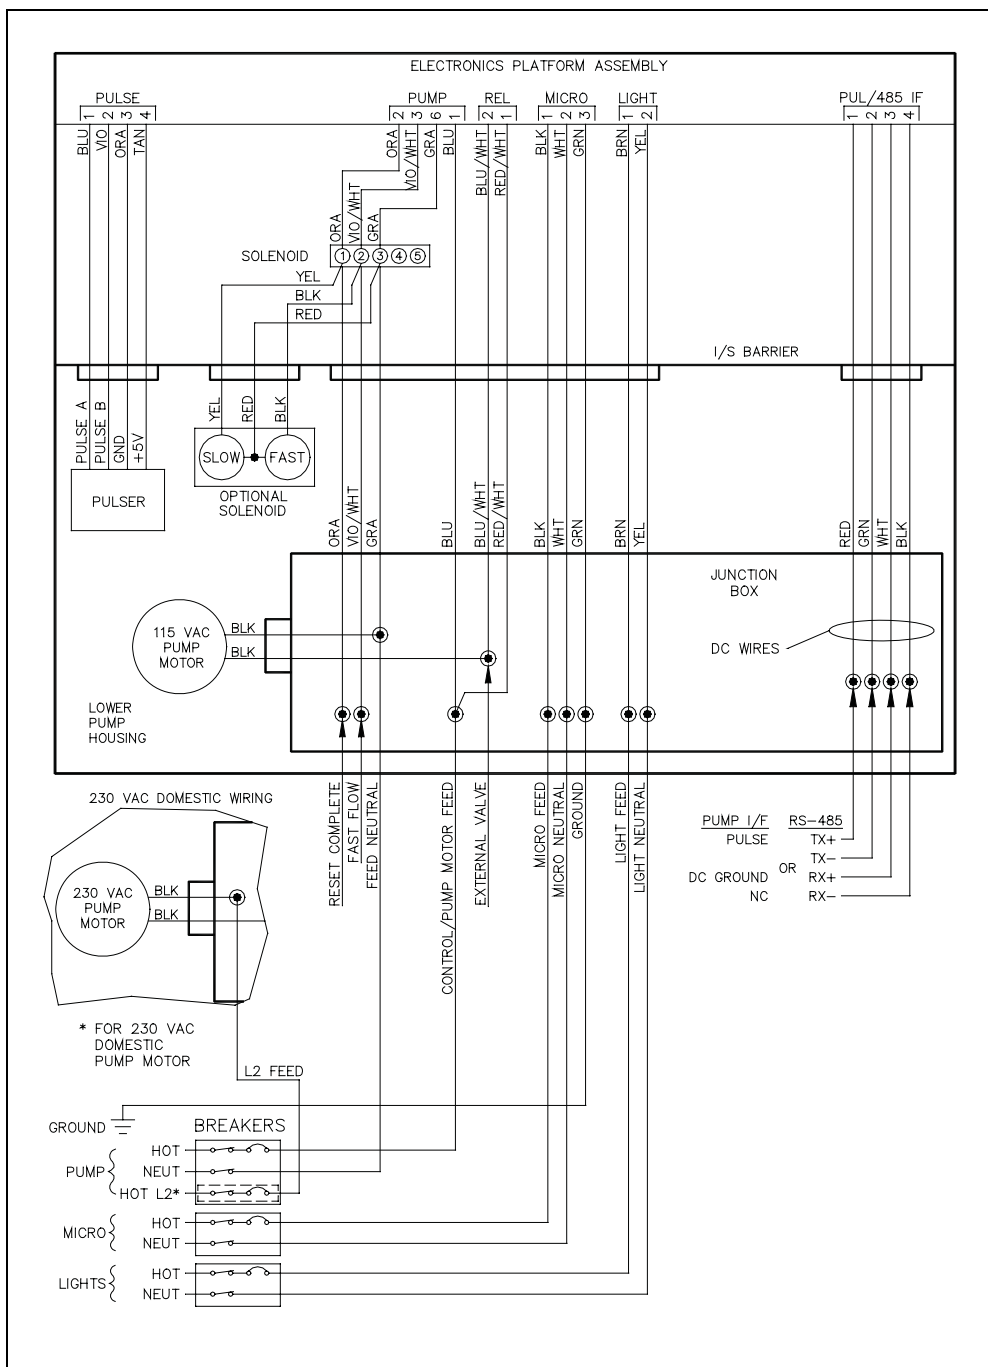 ELECTRONICS PLATFORM ASSEMBLY
PULSE
PUMP
REL
MICRO
LIGHT
PUL/485 IF
1 2 3 4
2 3 6 1
2 1
1 2 3
1 2
1 2 3 4
BLU
VIO
ORA
TAN
ORA
VIO/WHT
GRA
BLU
BLU/WHT
RED/WHT
BLK
WHT
GRN
BRN
YEL
ORA
VIO/WHT
GRA
SOLENOID
1 2 3 4 5
YEL
BLK
RED
I/S BARRIER
PULSE A
PULSE B
GND
+5V
YEL
RED
BLK
SLOW
FAST
PULSER
OPTIONAL
SOLENOID
ORA
VIO/WHT
GRA
BLU
BLU/WHT
RED/WHT
BLK
WHT
GRN
BRN
YEL
RED
GRN
WHT
BLK
JUNCTION
BOX
115 VAC
PUMP
MOTOR
BLK
BLK
DC WIRES
LOWER
PUMP
HOUSING
230 VAC DOMESTIC WIRING
RESET COMPLETE
FAST FLOW
FEED NEUTRAL
CONTROL/PUMP MOTOR FEED
EXTERNAL VALVE
MICRO FEED
MICRO NEUTRAL
GROUND
LIGHT FEED
LIGHT NEUTRAL
PUMP I/F
RS-485
PULSE
TX+
TX-
OR
DC GROUND
RX+
NC
RX-
230 VAC
PUMP
MOTOR
BLK
BLK
* FOR 230 VAC
DOMESTIC
PUMP MOTOR
L2 FEED
GROUND
BREAKERS
PUMP
HOT
NEUT
HOT L2*
MICRO
HOT
NEUT
LIGHTS
HOT
NEUT